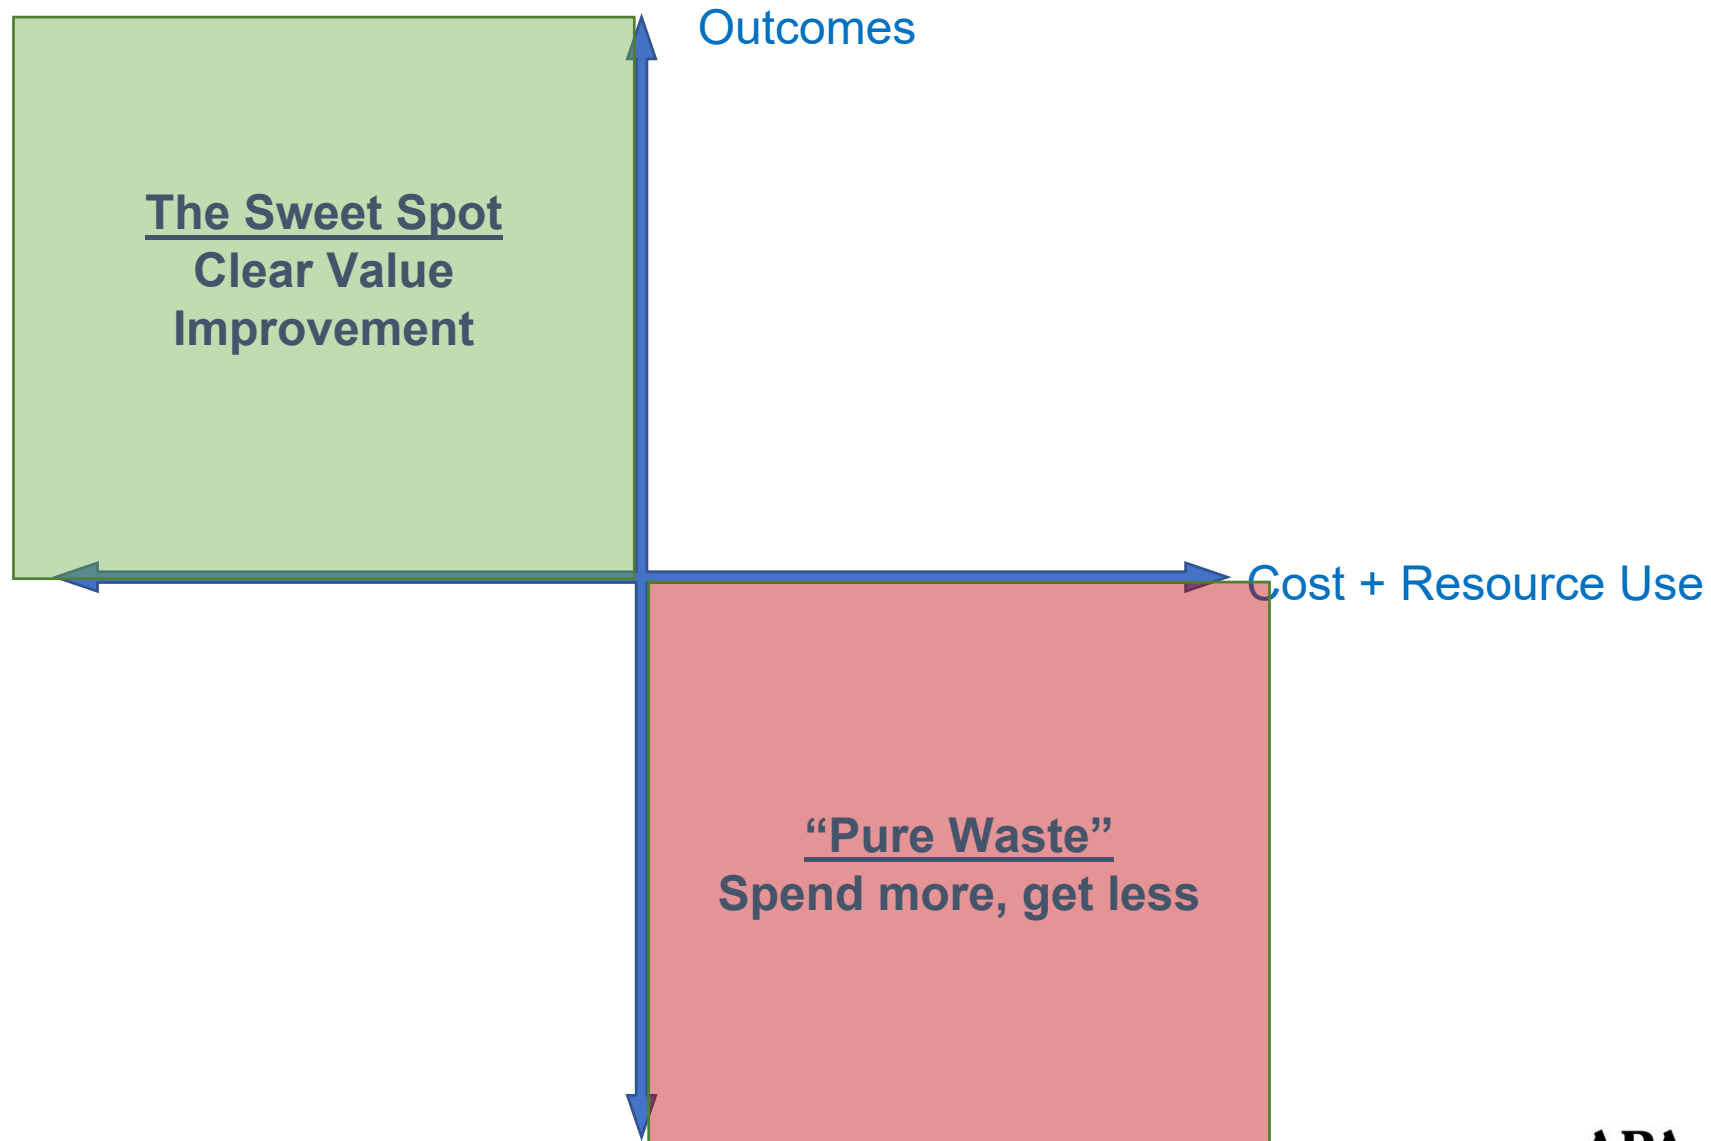 Outcomes
The Sweet Spot
Clear Value
Improvement
Cost + Resource Use
“Pure Waste”
Spend more, get less